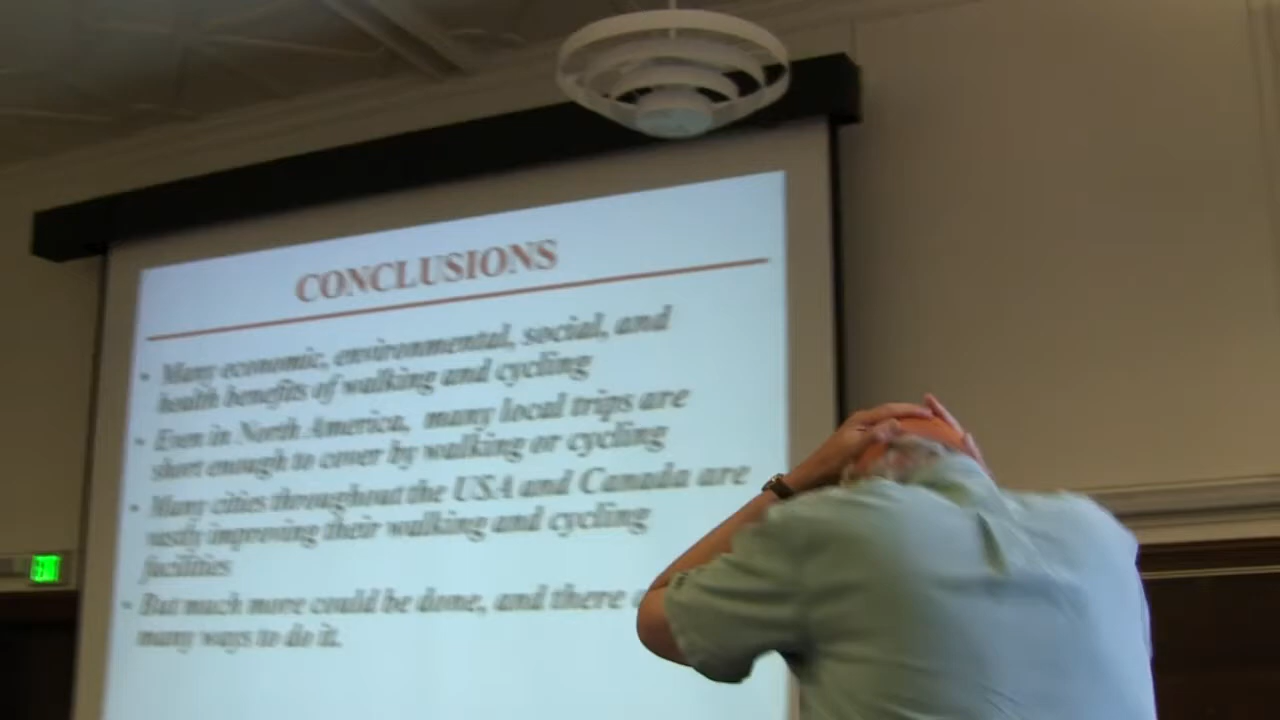 CONCLUSIONS
• Many economic, environmental, social, and
health benefits of walking and cycling
• Even in North America, many local trips are
short enough to cover by walking or cycling
• Many cities throughout the USA and Canada are
vastly improving their walking and cycling
facilities
• But much more could be done, and there
many ways to do it.